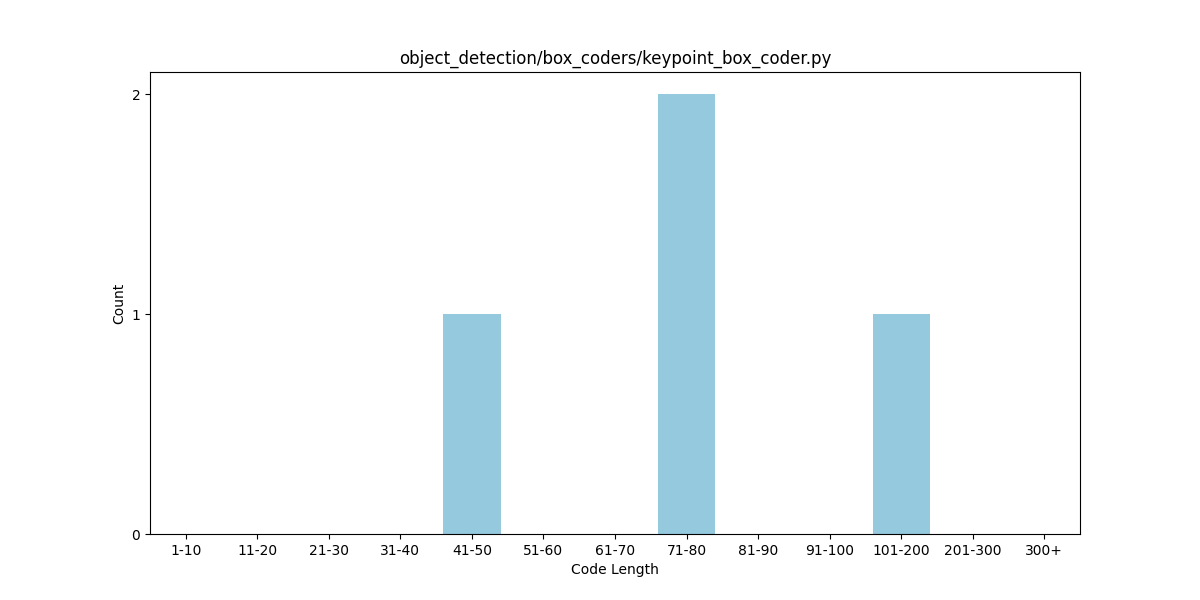 object_detection/box_coders/keypoint_box_coder.py
2
1
0
Count
1-10 11-20 21-30 31-40 41-50 51-60 61-70 71-80 81-90 91-100 101-200 201-300 300+
Code Length